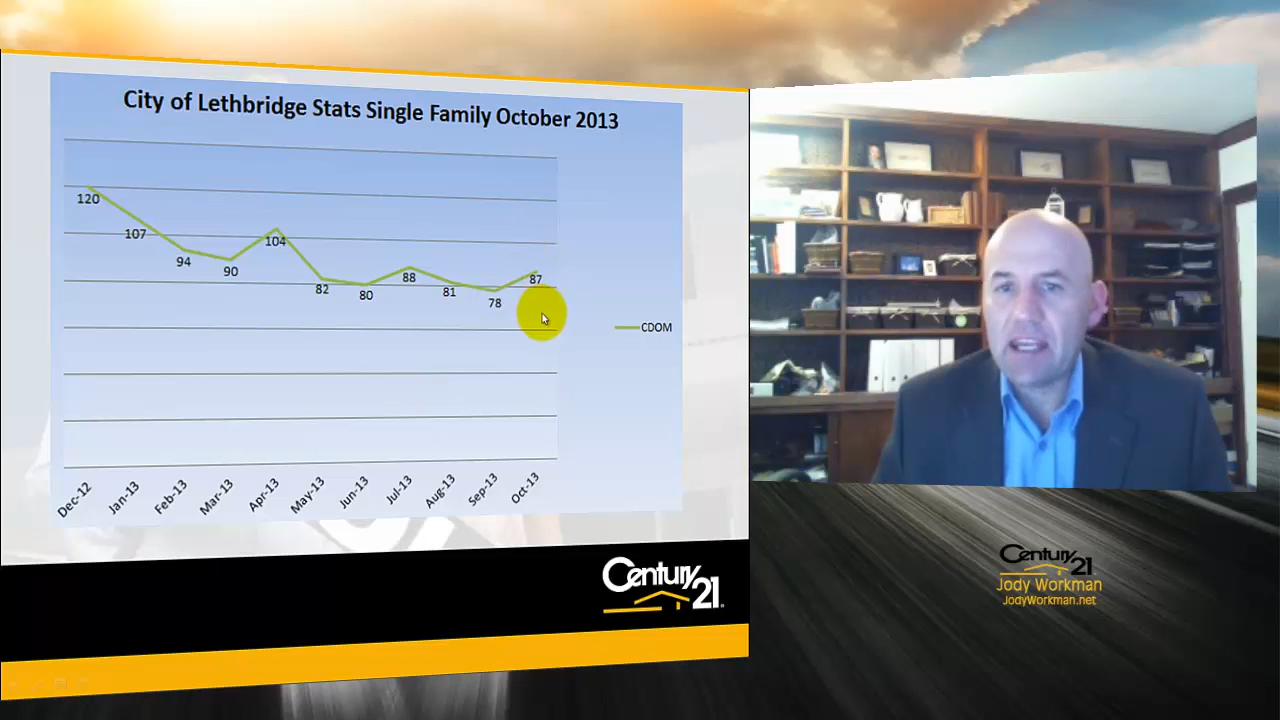 City of Lethbridge Stats Single Family October 2013
120
107
94
90
104
82
80
88
81
78
87
CDOM
Dec-12
Jan-13
Feb-13
Mar-13
Apr-13
May-13
Jun-13
Jul-13
Aug-13
Sep-13
Oct-13
Century 21
Century 21
Jody Workman
JodyWorkman.net